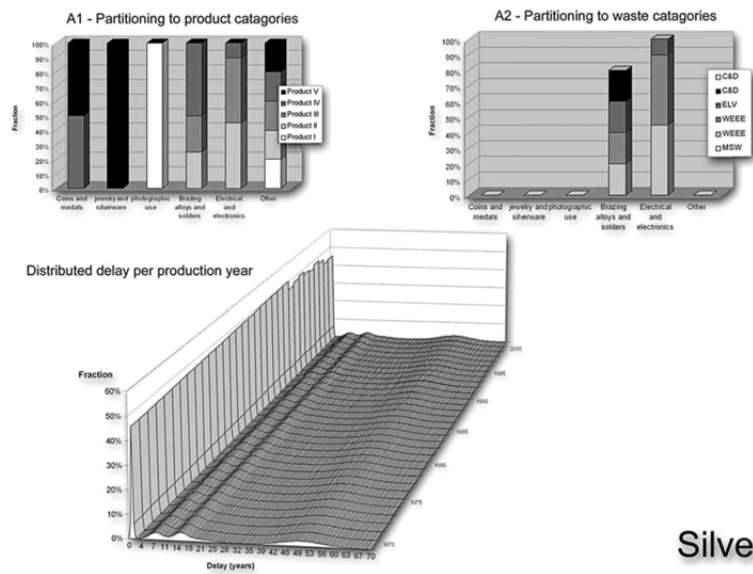 A1 - Partitioning to product catagories
100%
90%
80%
70%
60%
50%
40%
30%
20%
10%
0%
Fraction
Product V
Product IV
Product III
Product II
Product I
Coins and medals
jewelry and silverware
photographic use
Brazing alloys and solders
Electrical and electronics
Other
A2 - Partitioning to waste catagories
100%
90%
80%
70%
60%
50%
40%
30%
20%
10%
0%
Fraction
C&D
C&D
ELV
WEEE
WEEE
MSW
Coins and medals
jewelry and silverware
photographic use
Brazing alloys and solders
Electrical and electronics
Other
Distributed delay per production year
Fraction
60%
50%
40%
30%
20%
10%
0%
0 4 7 11 14 18 21 25 28 32 35 39 42 46 49 53 56 60 63 67 70
Delay (years)
2000
1995
1990
1985
1980
1975
1970
Silve